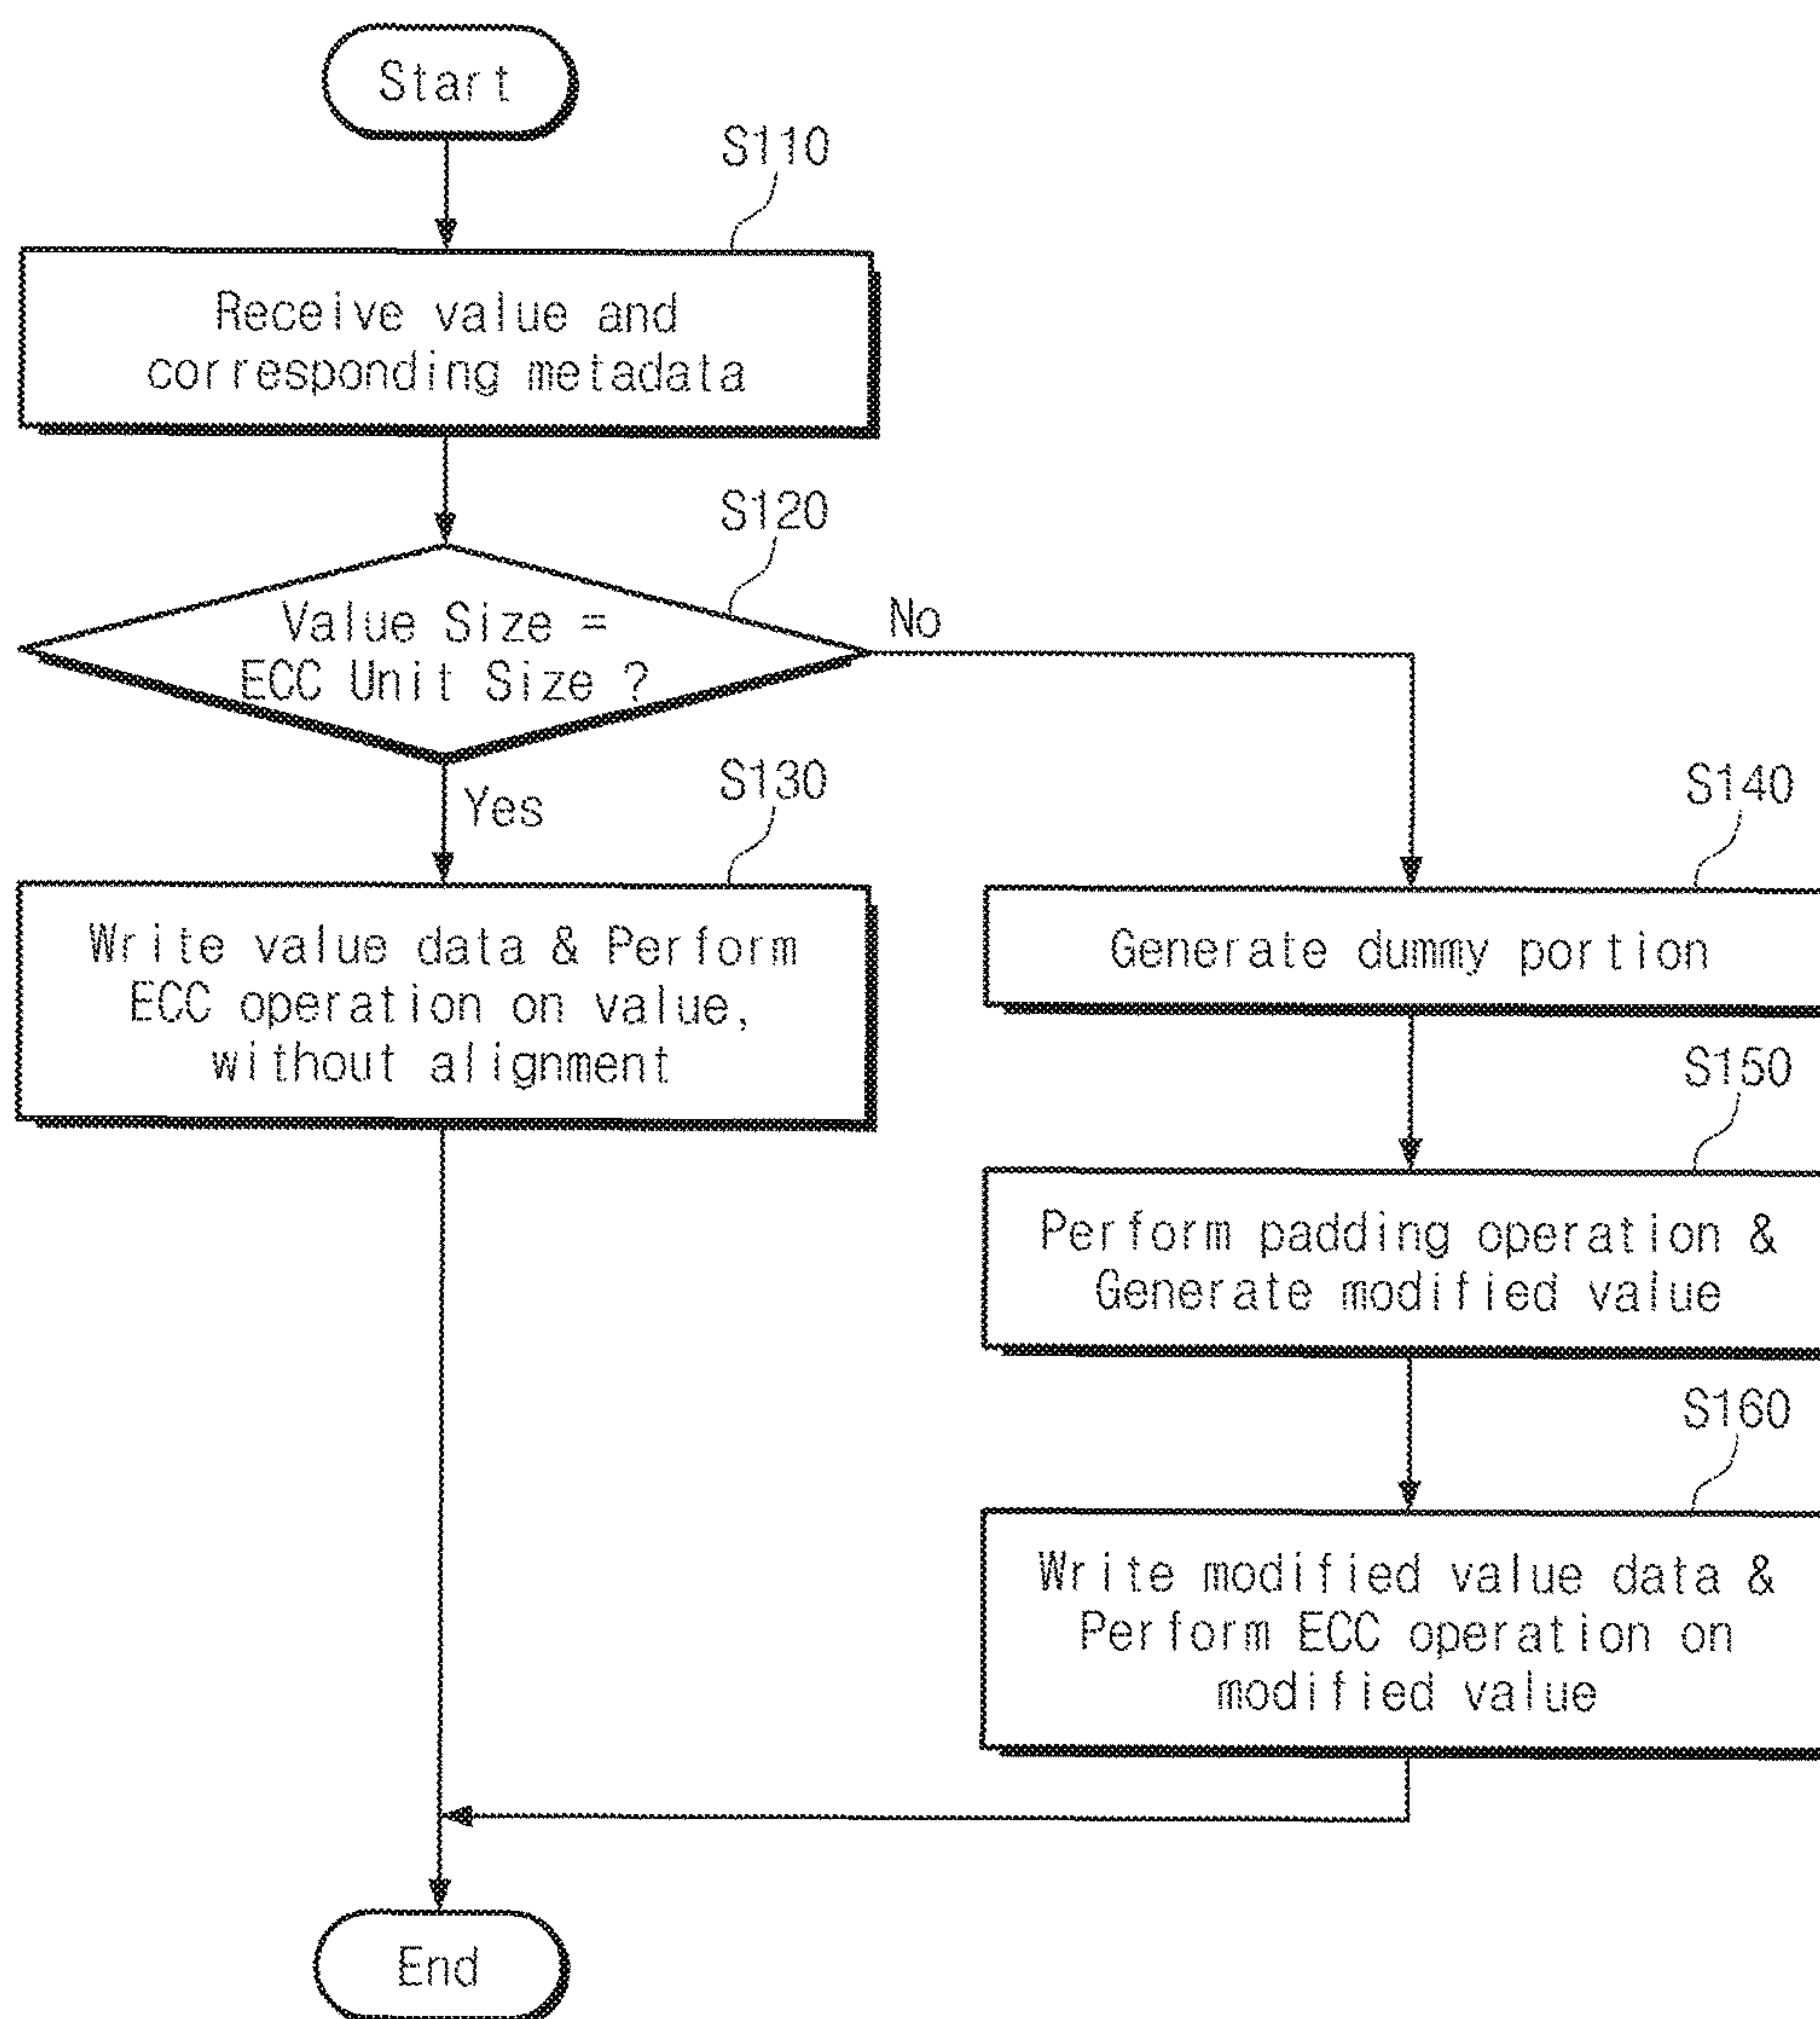 Start
S110
Receive value and
corresponding metadata
S120
Value Size =
ECC Unit Size ?
No
Yes
S130
Write value data & Perform
ECC operation on value,
without alignment
S140
Generate dummy portion
S150
Perform padding operation &
Generate modified value
S160
Write modified value data &
Perform ECC operation on
modified value
End